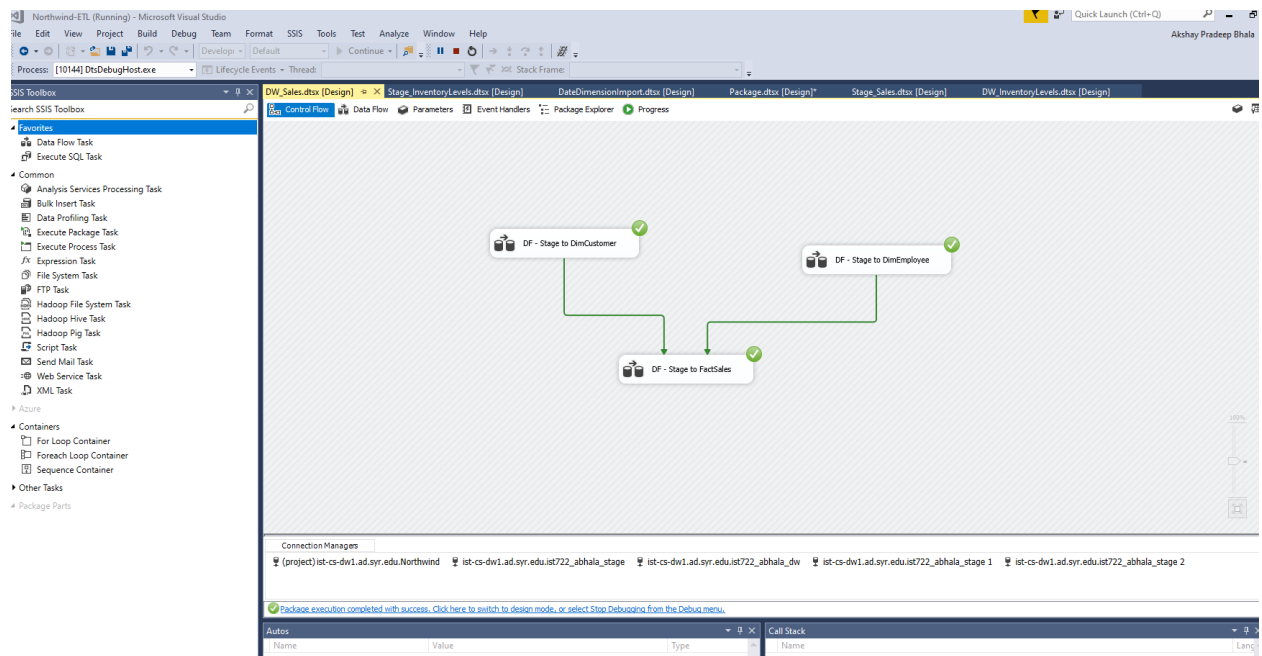 Northwind-ETL (Running) - Microsoft Visual Studio
Quick Launch (Ctrl+Q)
File Edit View Project Build Debug Team Format SSIS Tools Test Analyze Window Help
Akshay Pradeep Bhala
Develop Default Continue
Process: [10144] DtsDebugHost.exe Lifecycle Events Thread: Stack Frame:
SSIS Toolbox
DW_Sales.dtsx [Design] Stage_InventoryLevels.dtsx [Design] DateDimensionImport.dtsx [Design] Package.dtsx [Design]* Stage_Sales.dtsx [Design] DW_InventoryLevels.dtsx [Design]
Search SSIS Toolbox
Control Flow Data Flow Parameters Event Handlers Package Explorer Progress
Favorites
Data Flow Task
Execute SQL Task
Common
Analysis Services Processing Task
Bulk Insert Task
Data Profiling Task
Execute Package Task
Execute Process Task
Expression Task
File System Task
FTP Task
Hadoop File System Task
Hadoop Hive Task
Hadoop Pig Task
Script Task
Send Mail Task
Web Service Task
XML Task
Azure
Containers
For Loop Container
Foreach Loop Container
Sequence Container
Other Tasks
Package Parts
DF - Stage to DimCustomer
DF - Stage to DimEmployee
DF - Stage to FactSales
100%
Connection Managers
(project)ist-cs-dw1.ad.syr.edu.Northwind ist-cs-dw1.ad.syr.edu.ist722_abhala_stage ist-cs-dw1.ad.syr.edu.ist722_abhala_dw ist-cs-dw1.ad.syr.edu.ist722_abhala_stage 1 ist-cs-dw1.ad.syr.edu.ist722_abhala_stage 2
Package execution completed with success. Click here to switch to design mode, or select Stop Debugging from the Debug menu.
Autos
Name Value Type
Call Stack
Name Lang